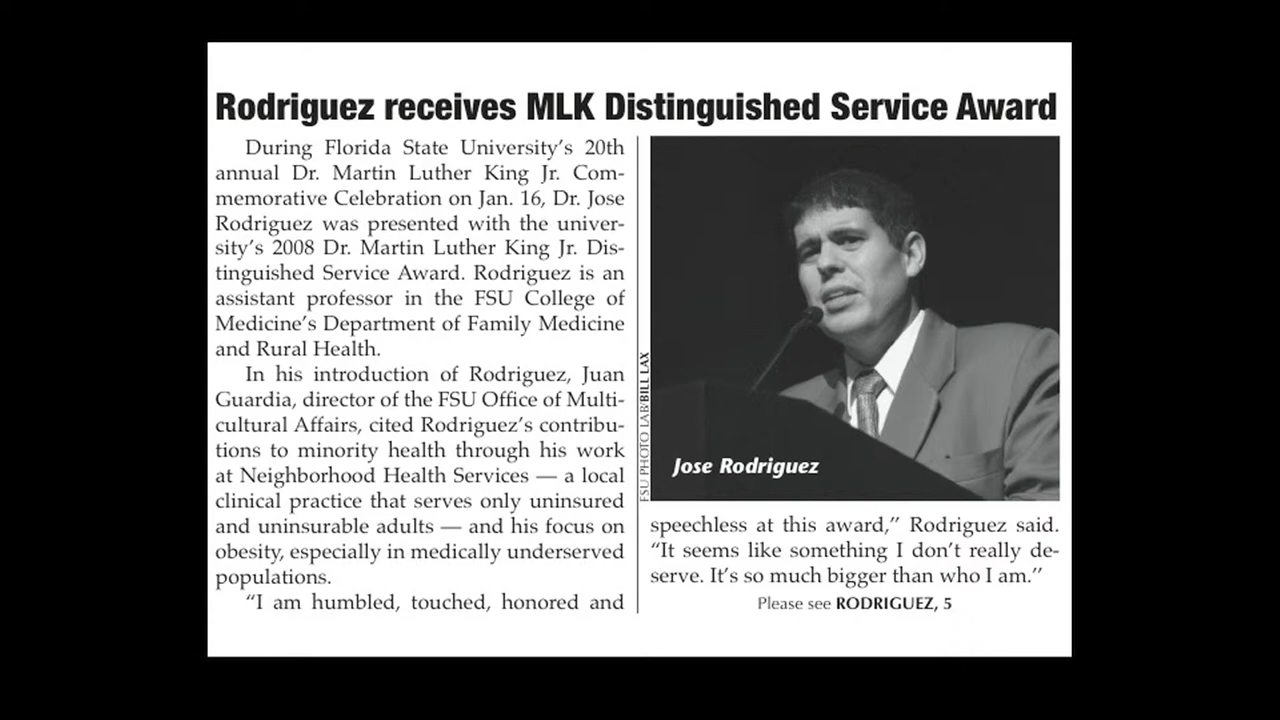 Rodriguez receives MLK Distinguished Service Award
During Florida State University’s 20th
annual Dr. Martin Luther King Jr. Com-
memorative Celebration on Jan. 16, Dr. Jose
Rodriguez was presented with the univer-
sity’s 2008 Dr. Martin Luther King Jr. Dis-
tinguished Service Award. Rodriguez is an
assistant professor in the FSU College of
Medicine’s Department of Family Medicine
and Rural Health.
In his introduction of Rodriguez, Juan
Guardia, director of the FSU Office of Multi-
cultural Affairs, cited Rodriguez’s contribu-
tions to minority health through his work
at Neighborhood Health Services — a local
clinical practice that serves only uninsured
and uninsurable adults — and his focus on
obesity, especially in medically underserved
populations.
“I am humbled, touched, honored and
FSU PHOTO LAB/BILL LAX
Jose Rodriguez
speechless at this award,” Rodriguez said.
“It seems like something I don’t really de-
serve. It’s so much bigger than who I am.”
Please see RODRIGUEZ, 5